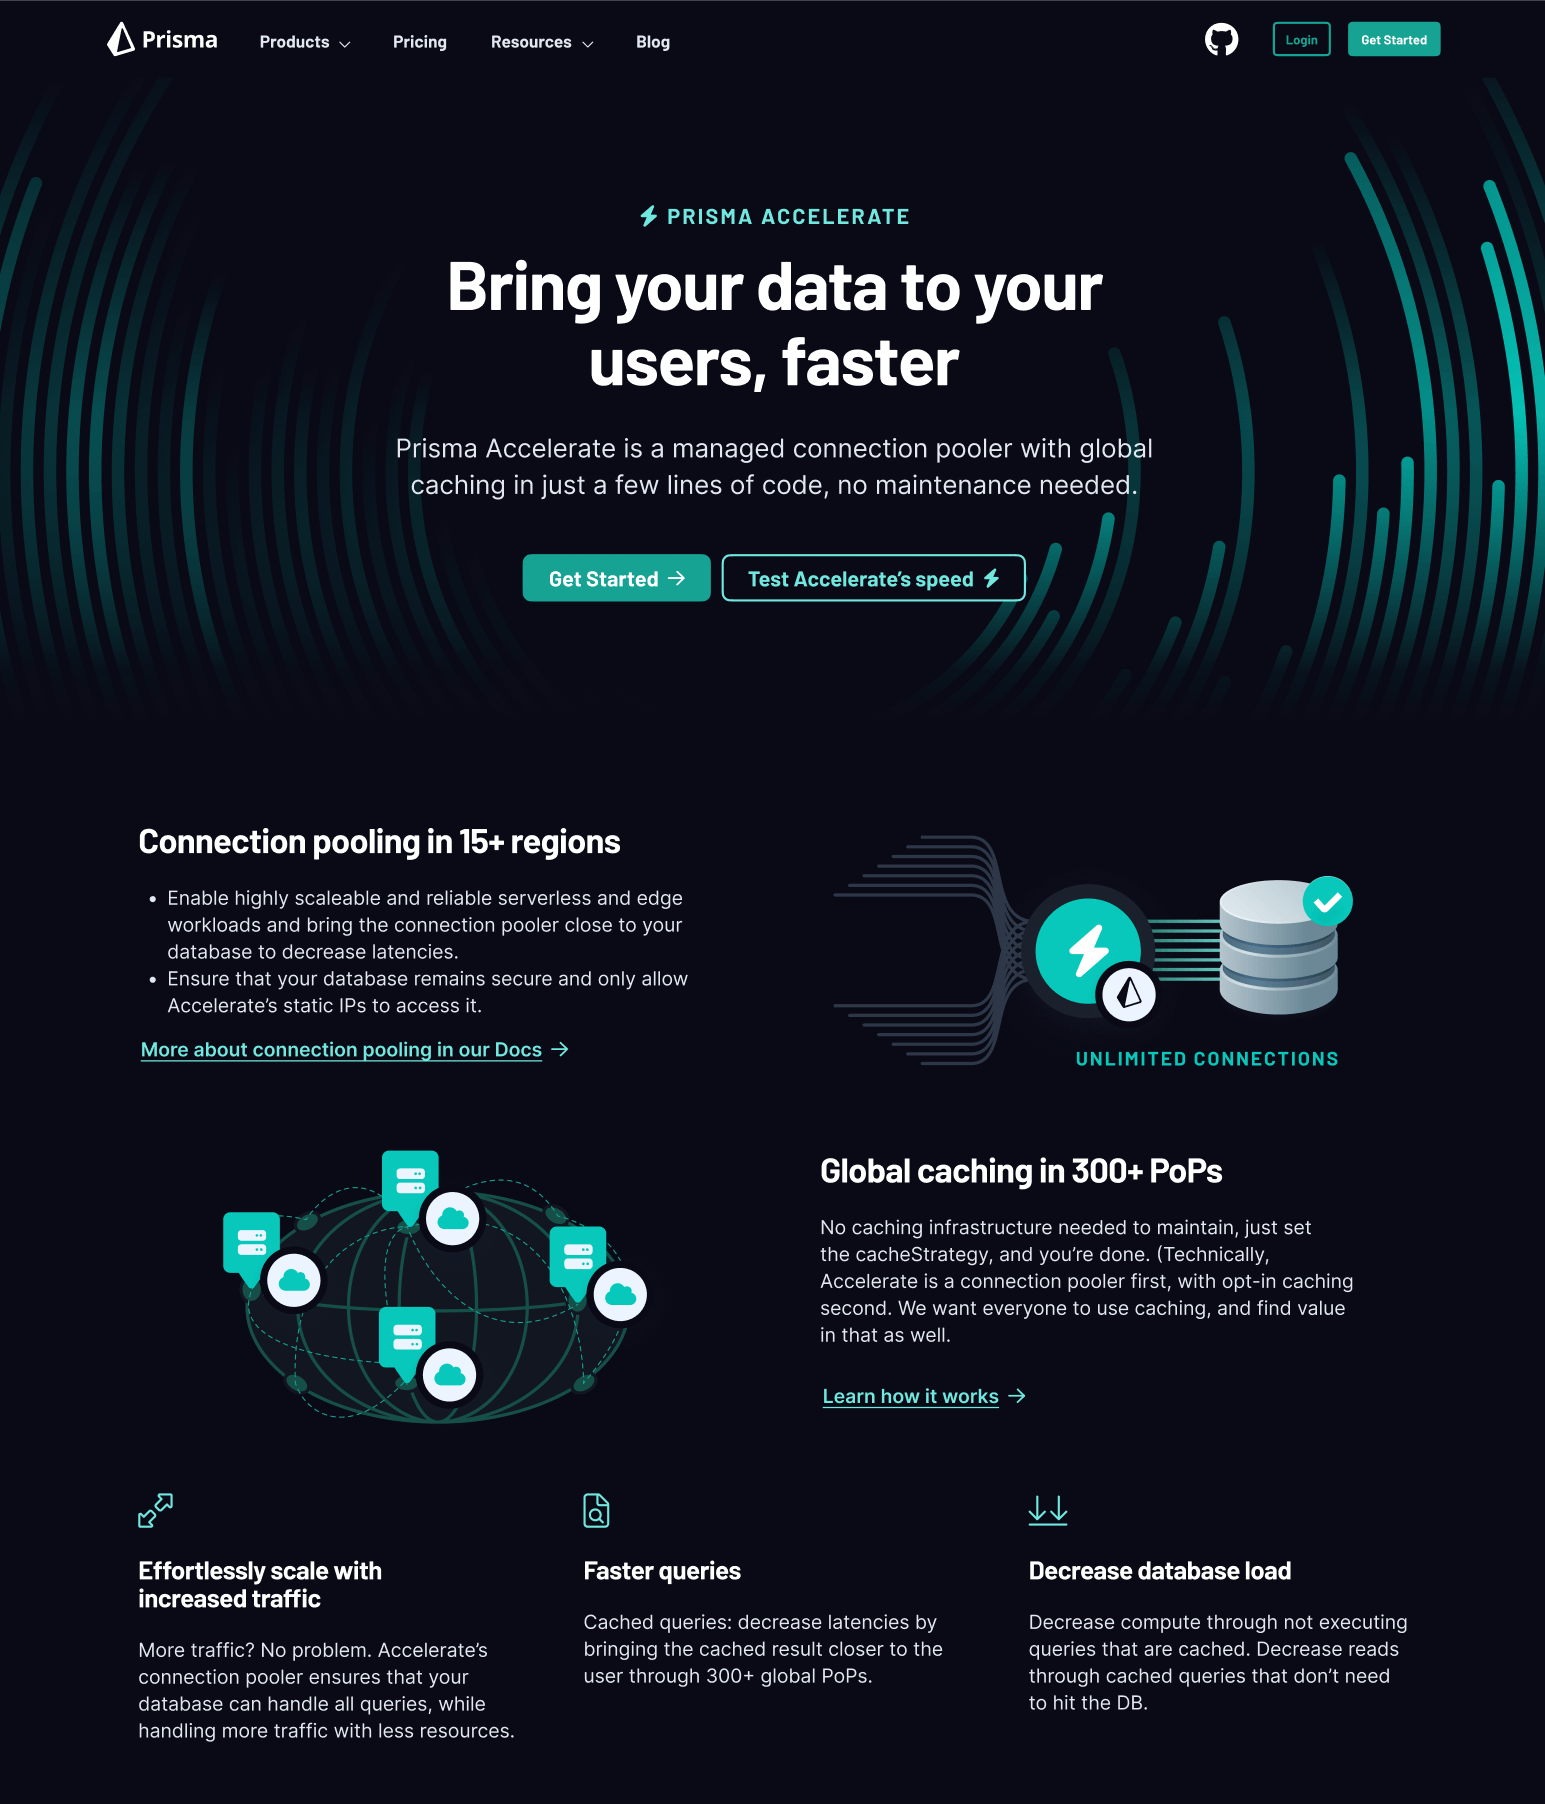 Prisma
Products
Pricing
Resources
Blog
Login
Get Started
PRISMA ACCELERATE
Bring your data to your
users, faster
Prisma Accelerate is a managed connection pooler with global
caching in just a few lines of code, no maintenance needed.
Get Started
Test Accelerate’s speed
Connection pooling in 15+ regions
• Enable highly scaleable and reliable serverless and edge
workloads and bring the connection pooler close to your
database to decrease latencies.
• Ensure that your database remains secure and only allow
Accelerate’s static IPs to access it.
More about connection pooling in our Docs
UNLIMITED CONNECTIONS
Global caching in 300+ PoPs
No caching infrastructure needed to maintain, just set
the cacheStrategy, and you’re done. (Technically,
Accelerate is a connection pooler first, with opt-in caching
second. We want everyone to use caching, and find value
in that as well.
Learn how it works
Effortlessly scale with
increased traffic
More traffic? No problem. Accelerate’s
connection pooler ensures that your
database can handle all queries, while
handling more traffic with less resources.
Faster queries
Cached queries: decrease latencies by
bringing the cached result closer to the
user through 300+ global PoPs.
Decrease database load
Decrease compute through not executing
queries that are cached. Decrease reads
through cached queries that don’t need
to hit the DB.